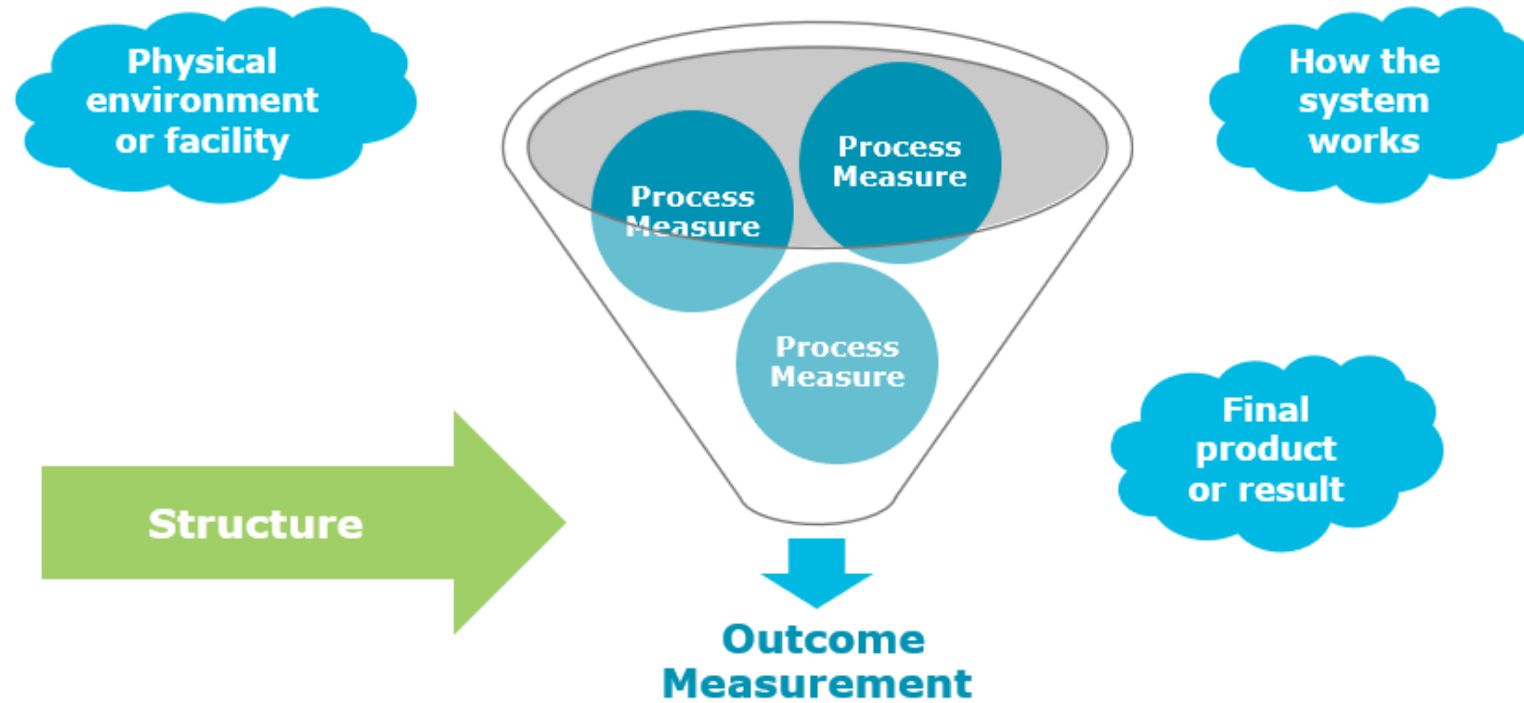 Physical
environment
or facility
Process
Measure
Process
Measure
How the
system
works
Process
Measure
Final
product
or result
Structure
Outcome
Measurement